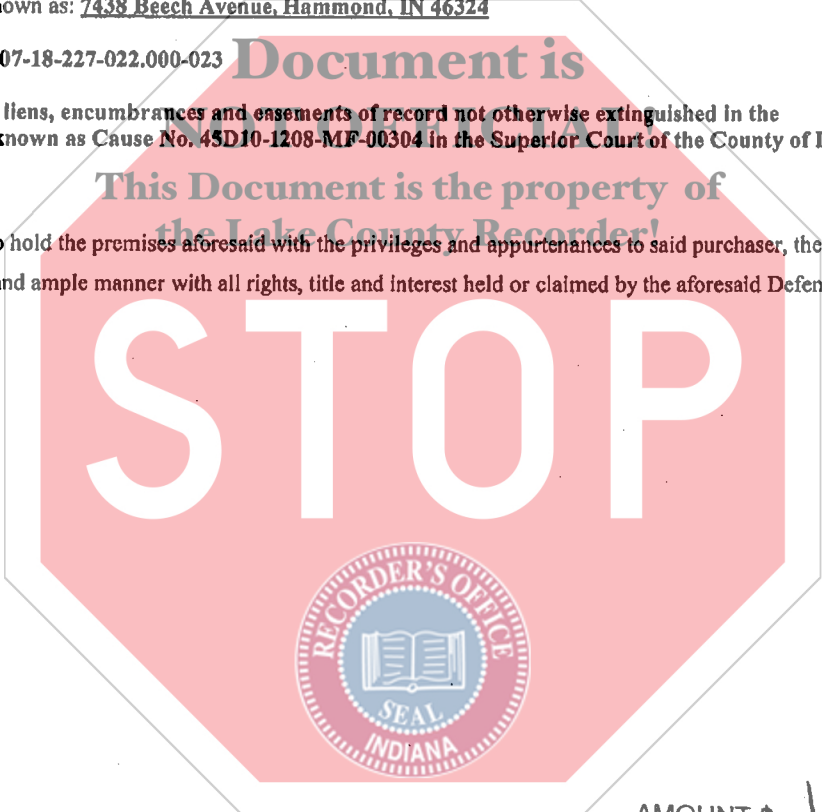 own as: 7438 Beech Avenue, Hammond, IN 46324
07-18-227-022.000-023
Document is
liens, encumbrances and easements of record not otherwise extinguished in the
NOT OFFICIAL!
known as Cause No. 45D10-1208-MF-00304 in the Superior Court of the County of L
This Document is the property of
the Lake County Recorder!
o hold the premises aforesaid with the privileges and appurtenances to said purchaser, the
nd ample manner with all rights, title and interest held or claimed by the aforesaid Defen
STOP
RECORDER'S OFFICE
SEAL
INDIANA
AMOUNT $